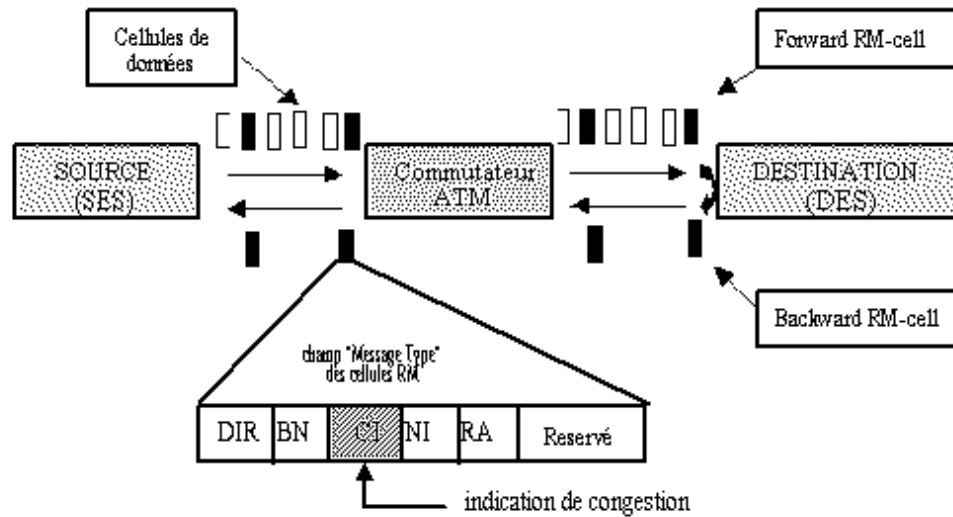 Cellules de
données
Forward RM-cell
SOURCE
(SES)
Commutateur
ATM
DESTINATION
(DES)
Backward RM-cell
champ "Message Type"
des cellules RM
DIR BN CI NI RA Reservé
indication de congestion